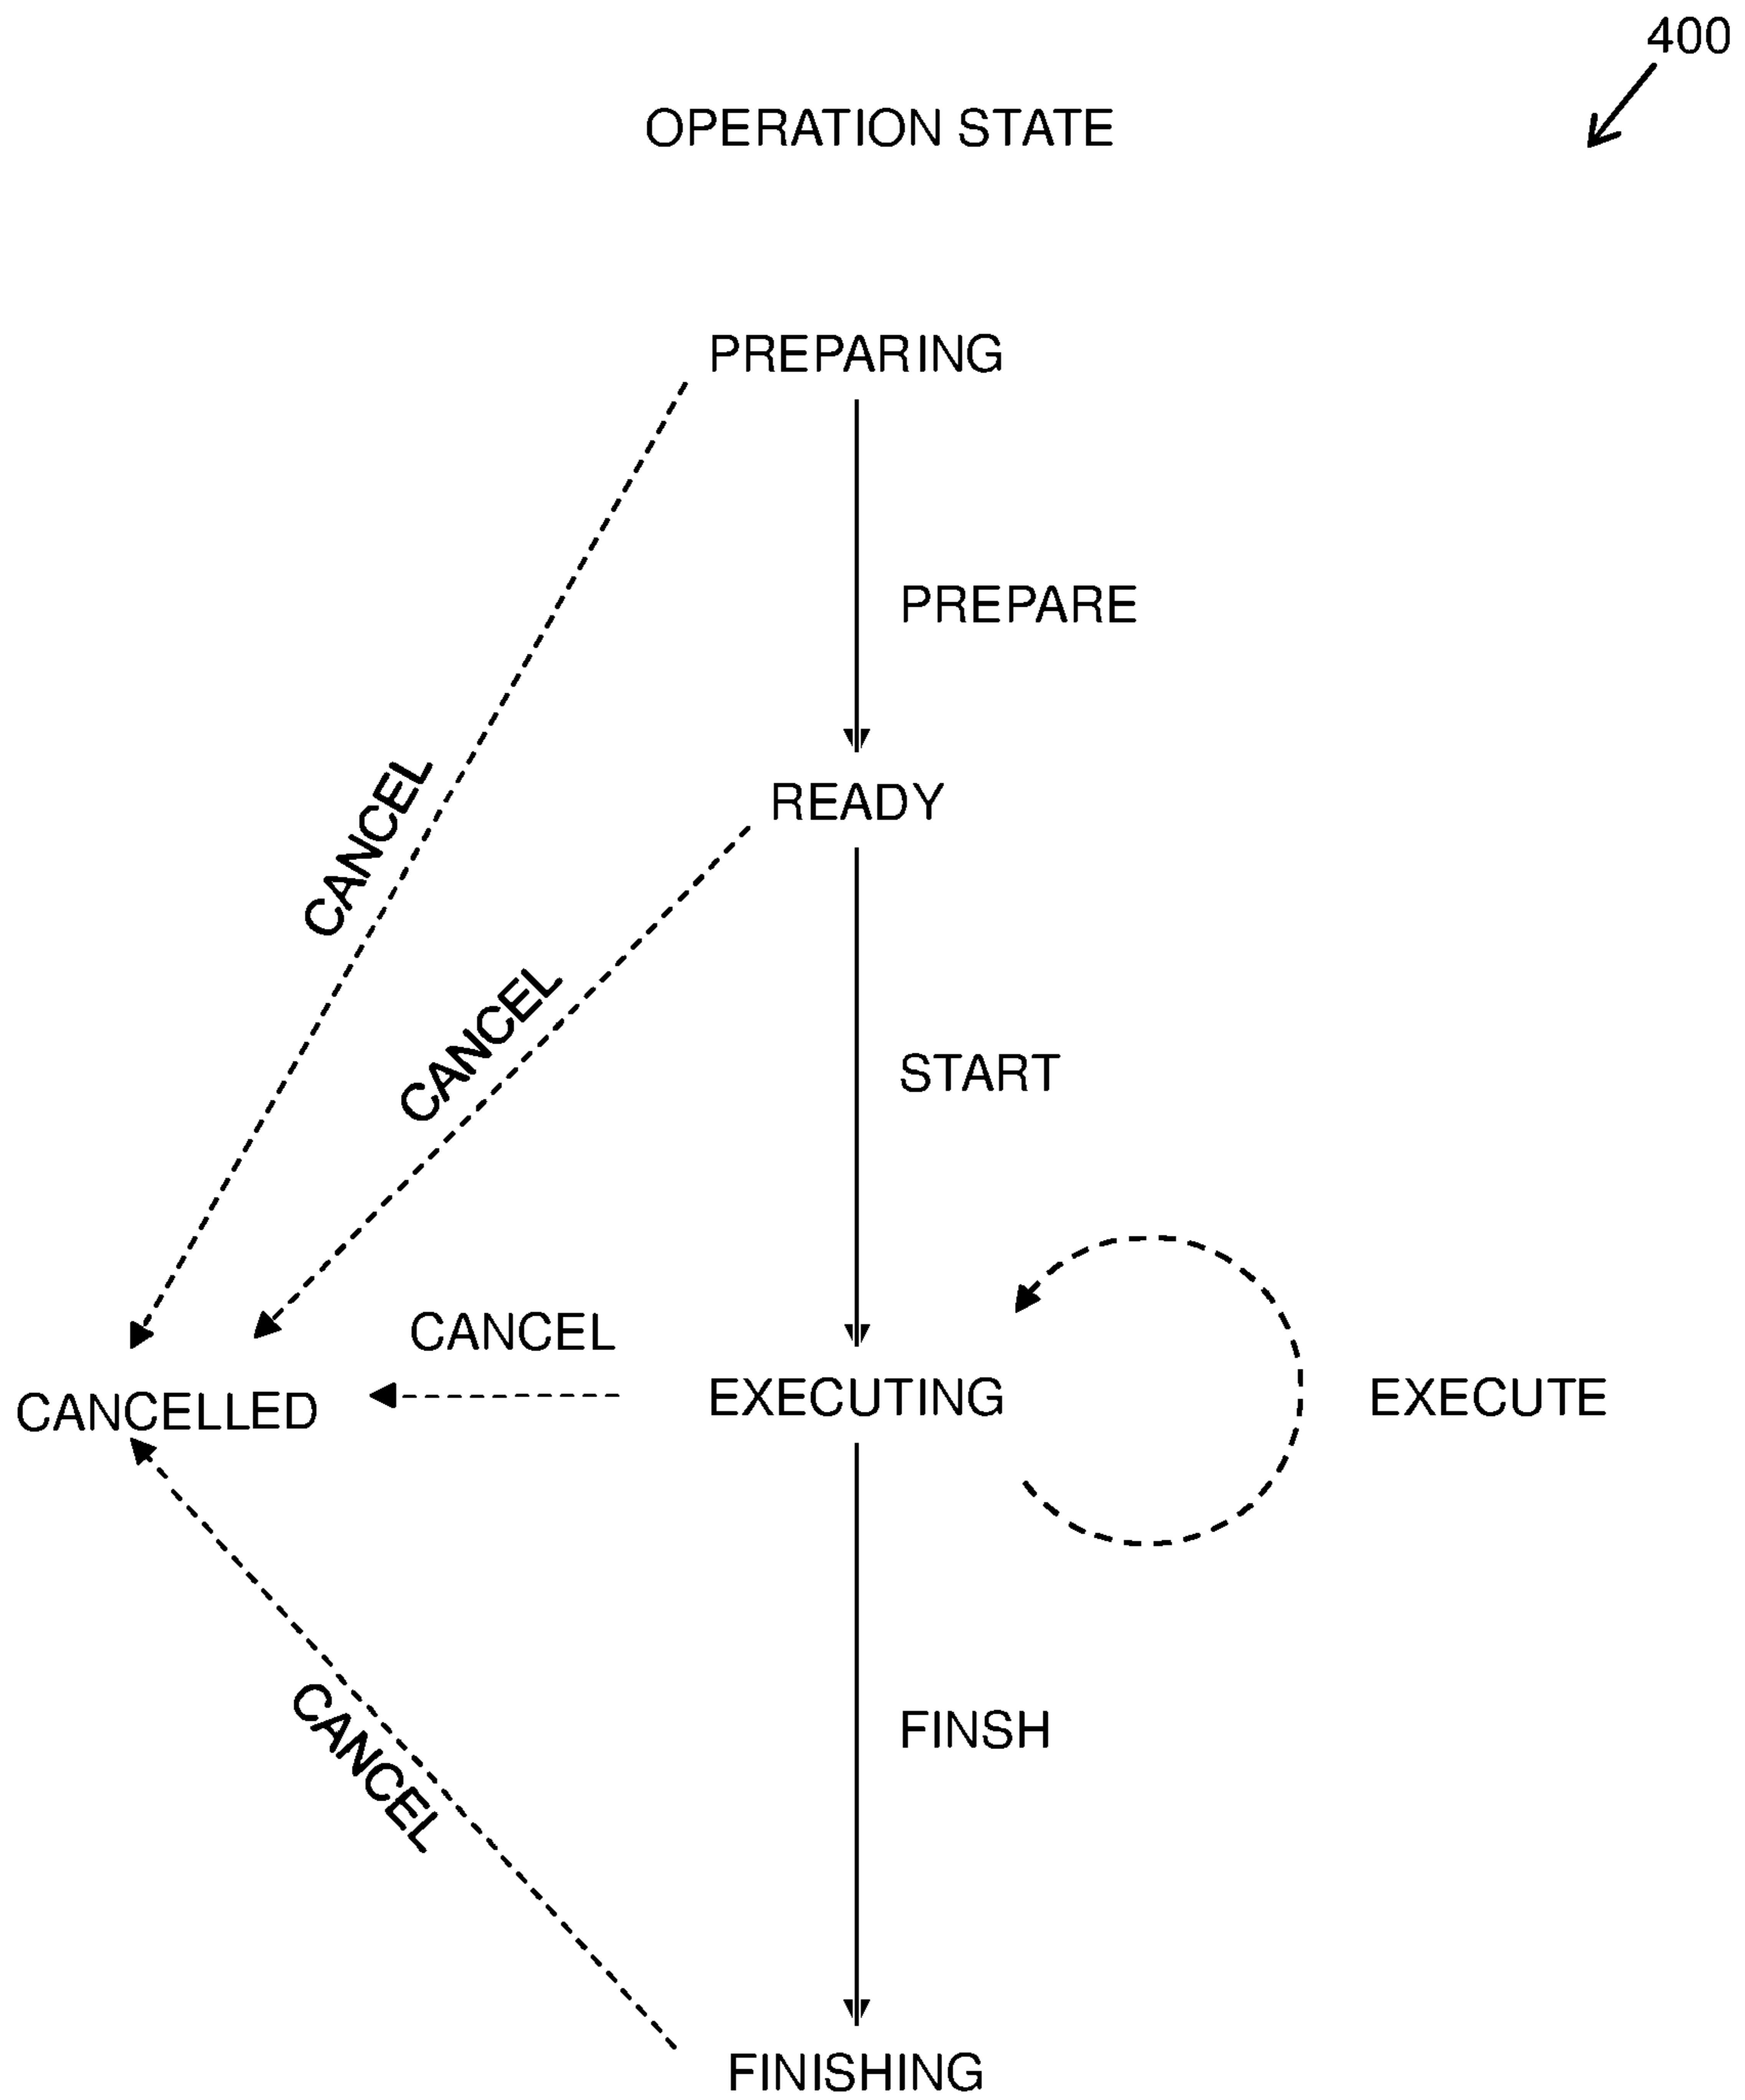 400
OPERATION STATE
PREPARING
PREPARE
CANCEL
READY
CANCEL
START
CANCEL
CANCELLED
EXECUTING
EXECUTE
CANCEL
FINSH
FINISHING